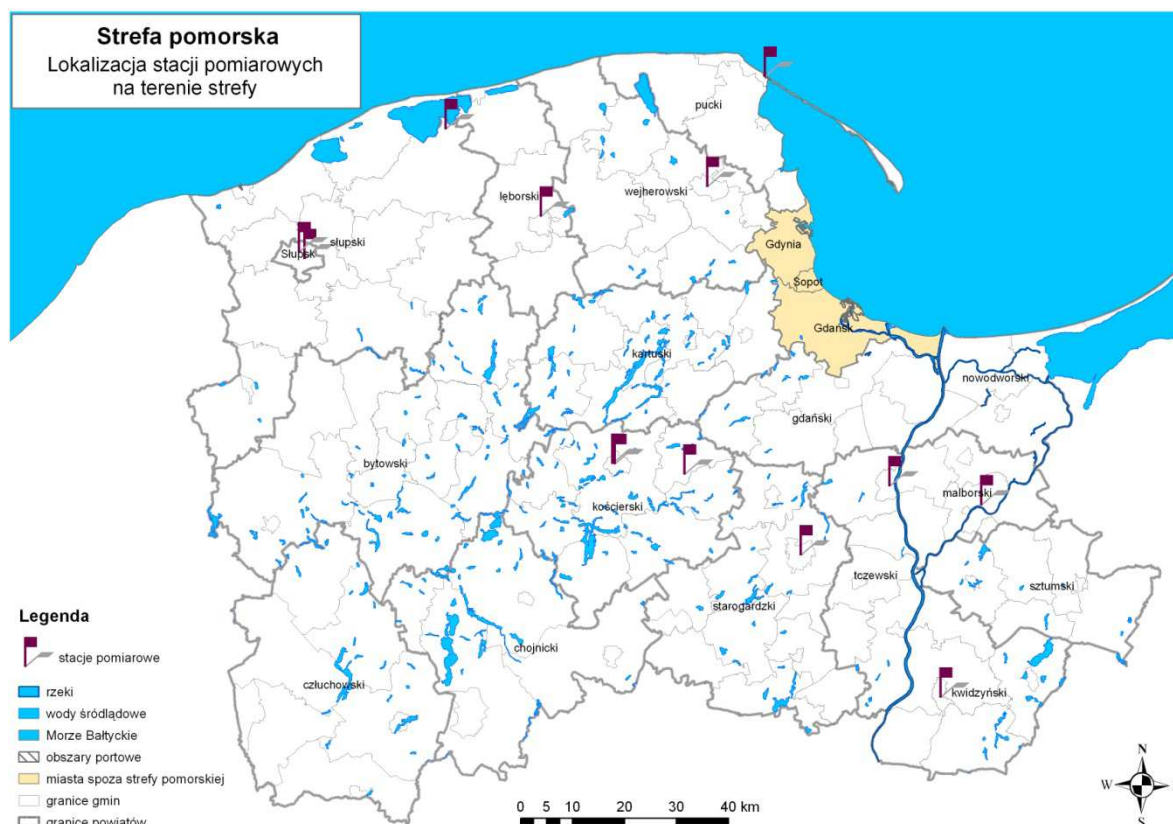 Strefa pomorska
Lokalizacja stacji pomiarowych
na terenie strefy
pucki
wejherowski
lęborski
Słupsk
słupski
Gdynia
Sopot
Gdańsk
kartuski
nowodworski
gdański
bytowski
malborski
kościerski
tczewski
sztumski
starogardzki
chojnicki
człuchowski
kwidzyński
Legenda
stacje pomiarowe
rzeki
wody śródlądowe
Morze Bałtyckie
obszary portowe
miasta spoza strefy pomorskiej
granice gmin
granice powiatów
0 5 10 20 30 40 km
N
W E
S